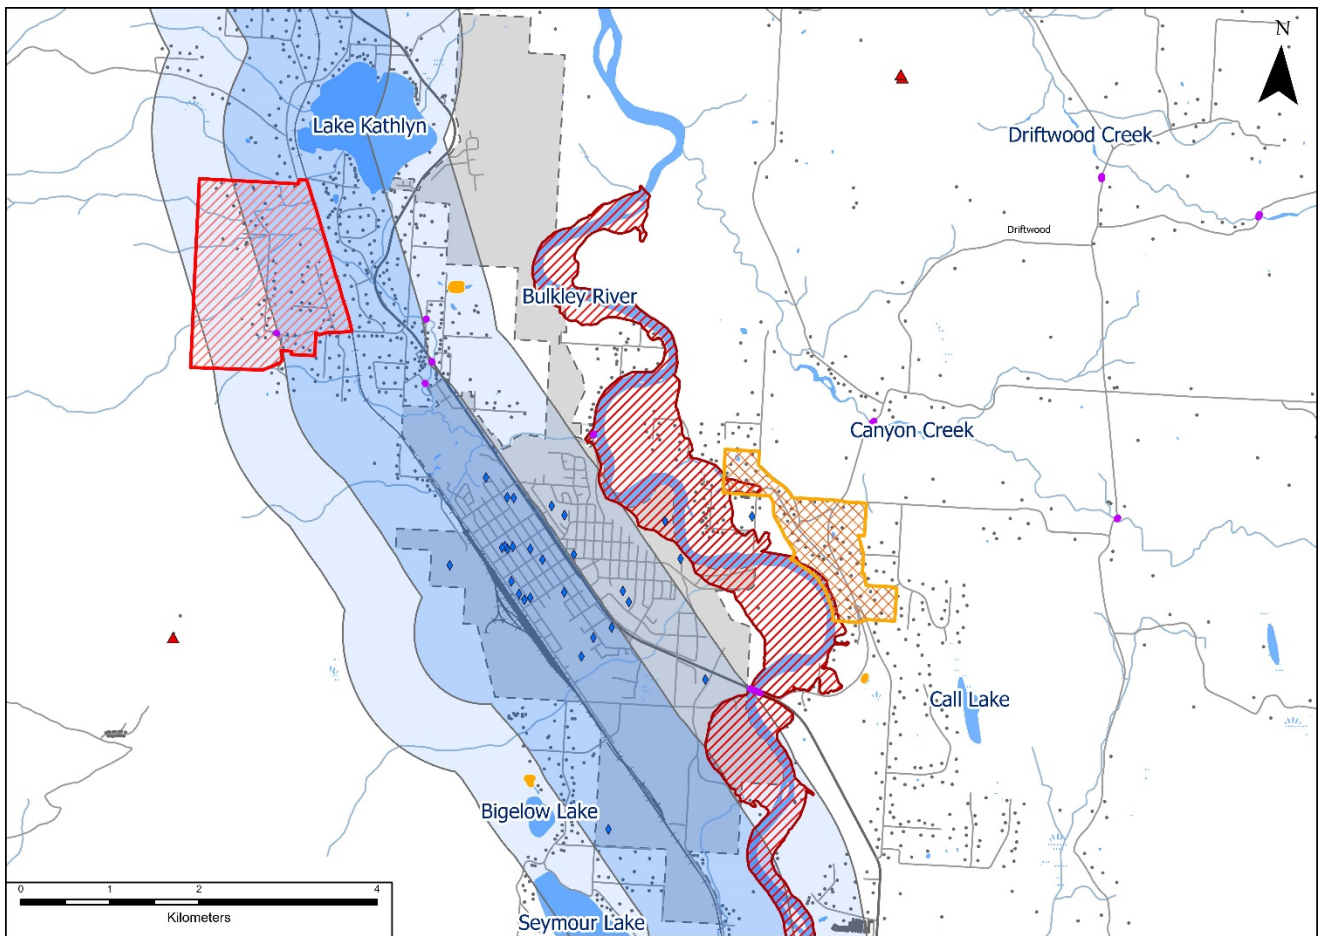 N
Lake Kathlyn
Driftwood Creek
Driftwood
Bulkley River
Canyon Creek
Call Lake
Bigelow Lake
Seymour Lake
0 1 2 4
Kilometers